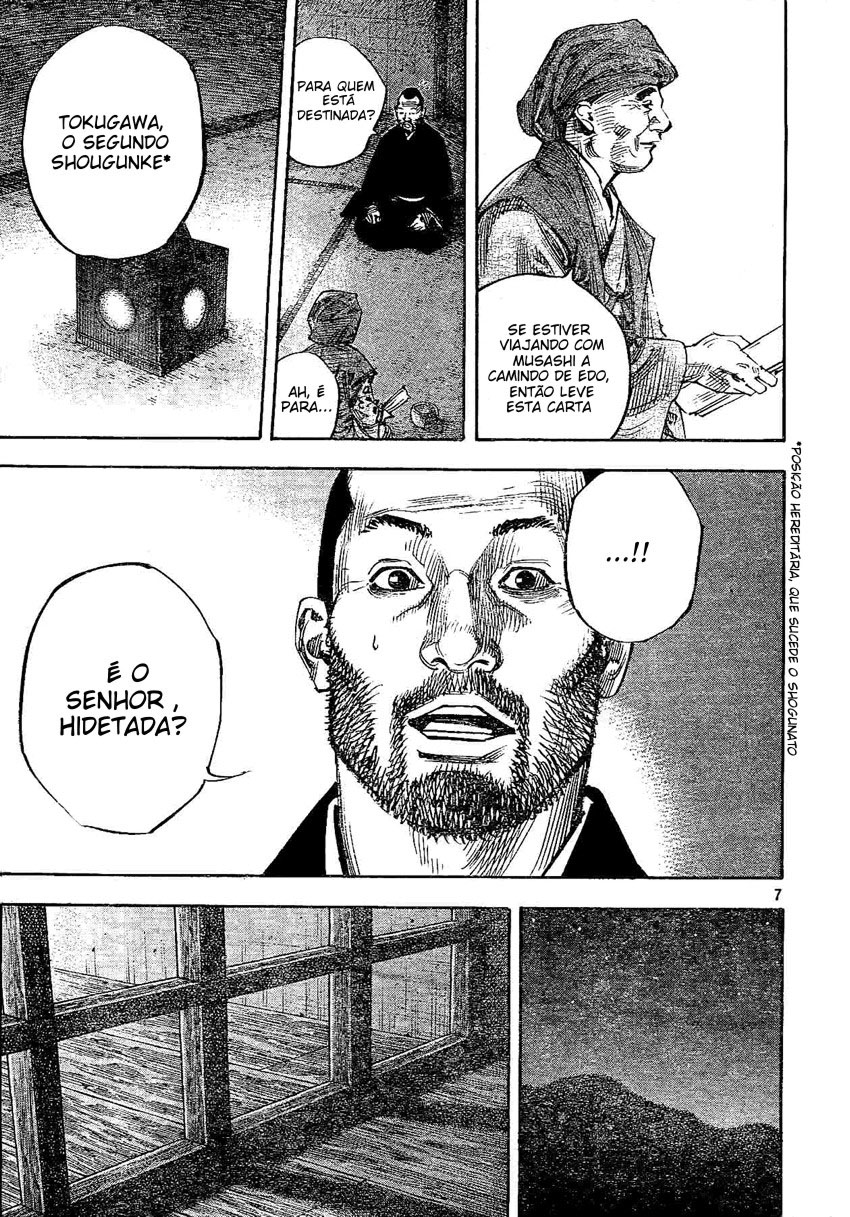 SE ESTIVER
VIAJANDO COM
MUSASHI A
CAMINDO DE EDO,
ENTÃO LEVE
ESTA CARTA
PARA QUEM
ESTÁ
DESTINADA?
AH, É
PARA...
TOKUGAWA,
O SEGUNDO
SHOUGUNKE*
*POSIÇÃO HEREDITÁRIA, QUE SUCEDE O SHOGUNATO
...!!
É O
SENHOR ,
HIDETADA?
7